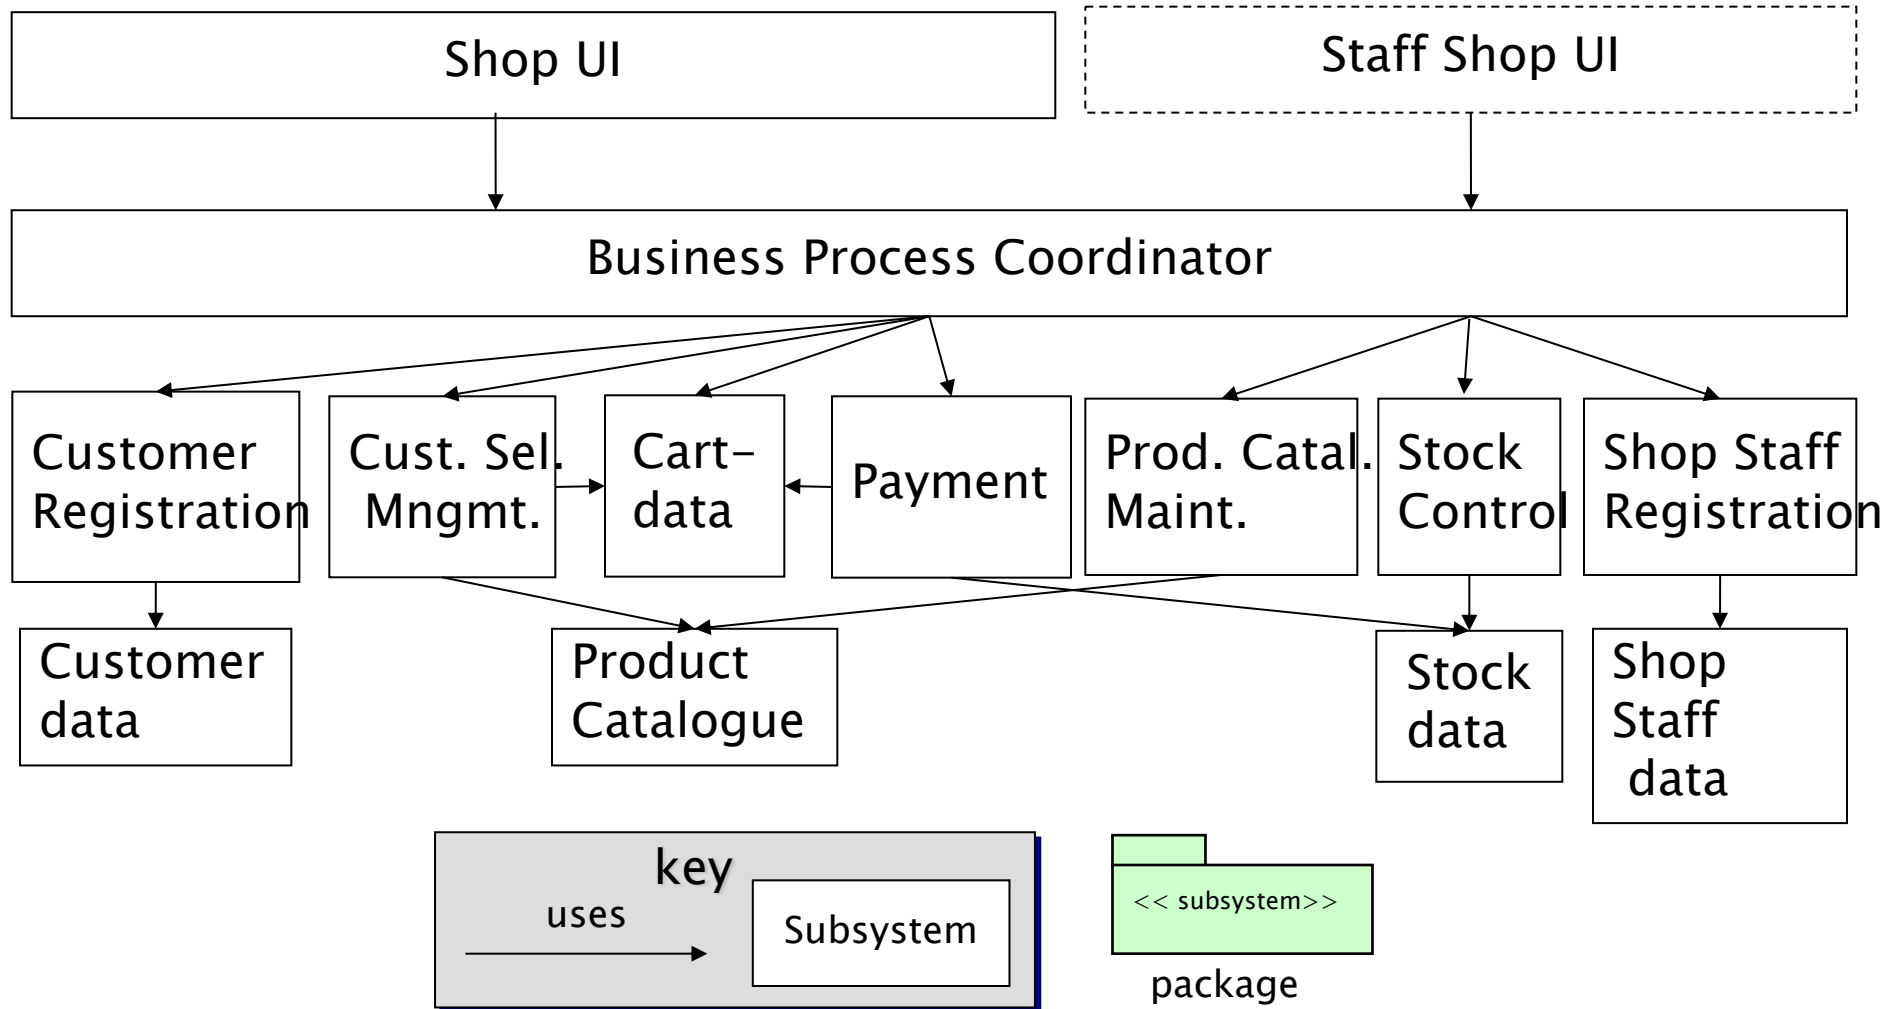 Shop UI
Staff Shop UI
Business Process Coordinator
Customer
Registration
Cust. Sel.
Mngmt.
Cart-
data
Payment
Prod. Catal.
Maint.
Stock
Control
Shop Staff
Registration
Customer
data
Product
Catalogue
Stock
data
Shop
Staff
data
key
uses
Subsystem
<< subsystem>>
package